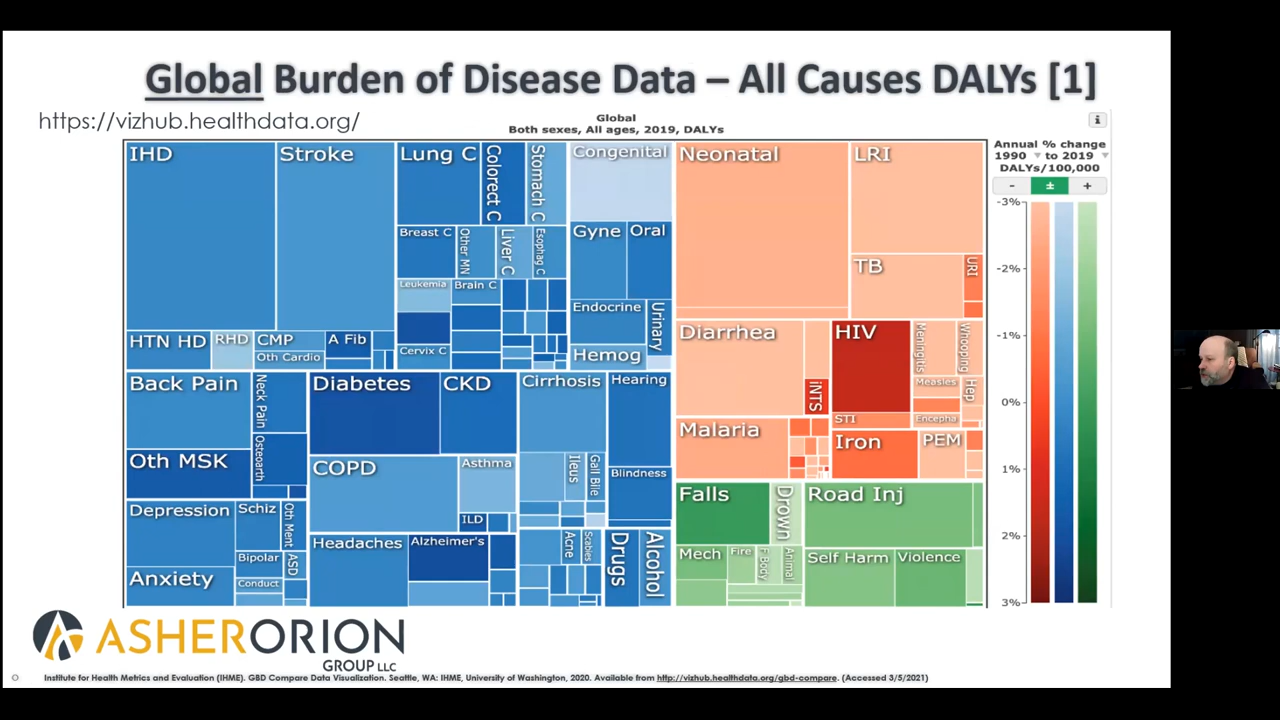 Global Burden of Disease Data – All Causes DALYs [1]
https://vizhub.healthdata.org/
Global
Both sexes, All ages, 2019, DALYs
i
Annual % change
1990 to 2019
DALYs/100,000
- ± +
-3%
-2%
-1%
0%
1%
2%
3%
IHD
Stroke
Lung C
Colorect C
Stomach C
Congenital
Neonatal
LRI
Breast C
Other MN
Liver C
Esophag C
Gyne
Oral
TB
URI
Leukemia
Brain C
Endocrine
Urinary
HTN HD
RHD
CMP
A Fib
Oth Cardio
Cervix C
Hemog
Diarrhea
iNTS
HIV
Meningitis
Whooping
Measles
Hep
STI
Encepha
Back Pain
Neck Pain
Diabetes
CKD
Cirrhosis
Hearing
Malaria
Iron
PEM
Oth MSK
Osteoarth
COPD
Asthma
Ileus
Gall Bile
Blindness
ILD
Falls
Drown
Road Inj
Depression
Schiz
Oth Ment
Headaches
Alzheimer's
Acne
Scabies
Drugs
Alcohol
Mech
Fire
F Body
Animal
Self Harm
Violence
Bipolar
ASD
Anxiety
Conduct
ASHERORION
GROUP LLC
Institute for Health Metrics and Evaluation (IHME). GBD Compare Data Visualization. Seattle, WA: IHME, University of Washington, 2020. Available from http://vizhub.healthdata.org/gbd-compare. (Accessed 3/5/2021)